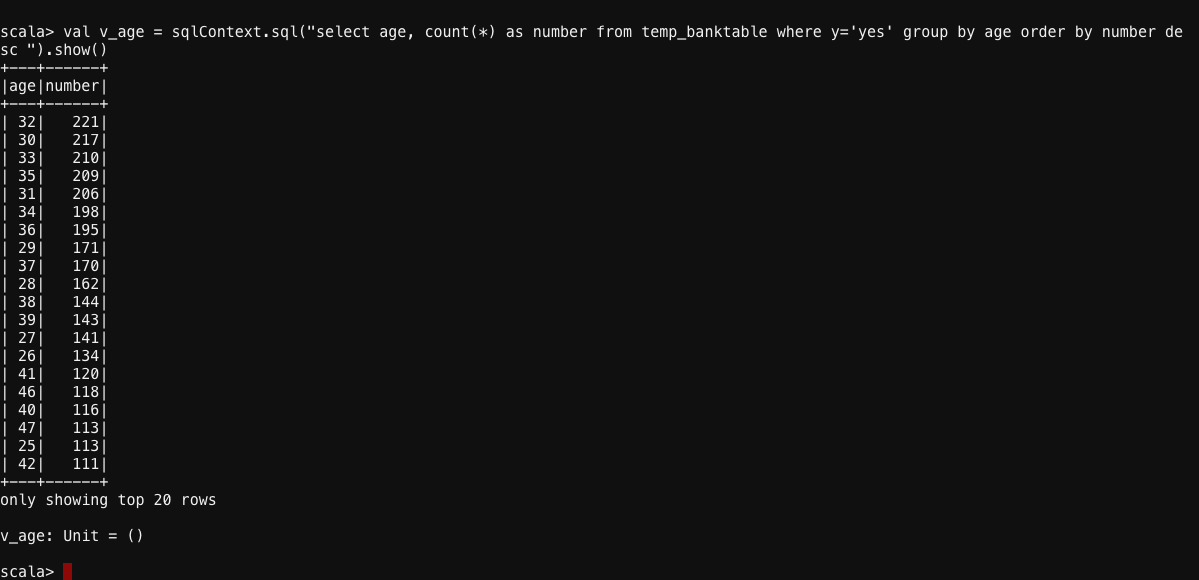 scala> val v_age = sqlContext.sql("select age, count(*) as number from temp_banktable where y='yes' group by age order by number de
sc ").show()
+---+------+
|age|number|
+---+------+
| 32|   221|
| 30|   217|
| 33|   210|
| 35|   209|
| 31|   206|
| 34|   198|
| 36|   195|
| 29|   171|
| 37|   170|
| 28|   162|
| 38|   144|
| 39|   143|
| 27|   141|
| 26|   134|
| 41|   120|
| 46|   118|
| 40|   116|
| 47|   113|
| 25|   113|
| 42|   111|
+---+------+
only showing top 20 rows
v_age: Unit = ()
scala>